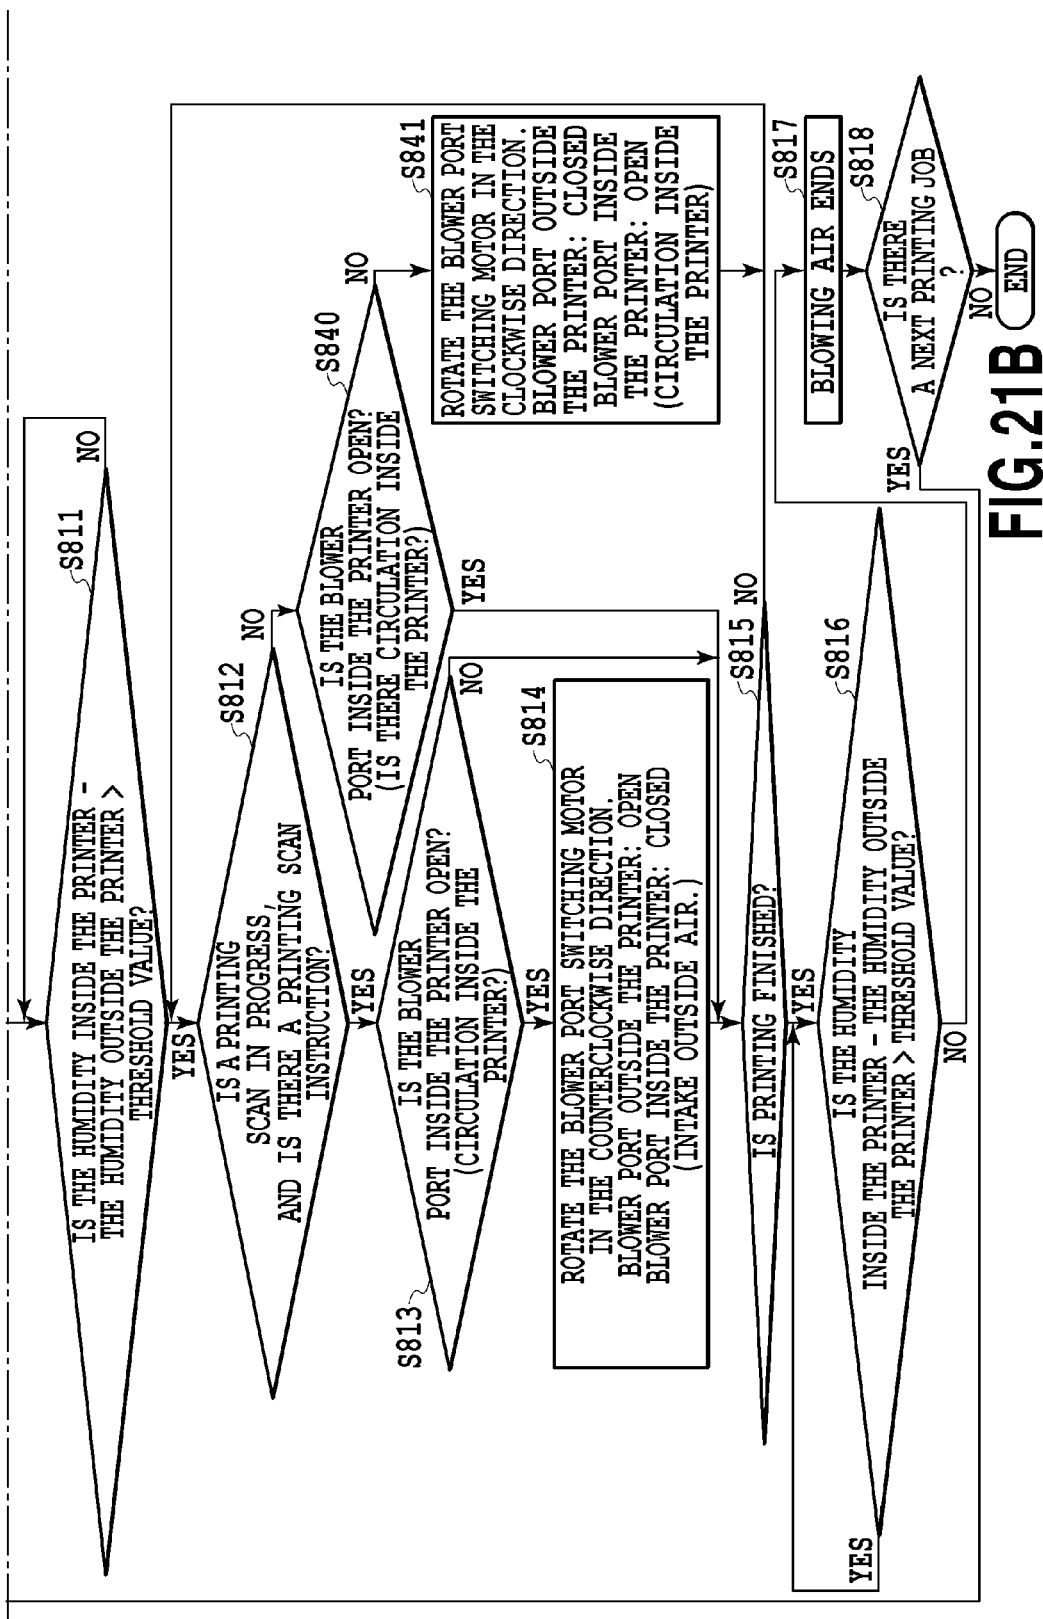 S811
IS THE HUMIDITY INSIDE THE PRINTER -
THE HUMIDITY OUTSIDE THE PRINTER >
THRESHOLD VALUE?
NO
YES
S812
IS A PRINTING
SCAN IN PROGRESS,
AND IS THERE A PRINTING SCAN
INSTRUCTION?
NO
YES
S840
IS THE BLOWER
PORT INSIDE THE PRINTER OPEN?
(IS THERE CIRCULATION INSIDE
THE PRINTER?)
NO
YES
S841
ROTATE THE BLOWER PORT
SWITCHING MOTOR IN THE
CLOCKWISE DIRECTION.
BLOWER PORT OUTSIDE
THE PRINTER: CLOSED
BLOWER PORT INSIDE
THE PRINTER: OPEN
(CIRCULATION INSIDE
THE PRINTER)
S813
IS THE BLOWER
PORT INSIDE THE PRINTER OPEN?
(CIRCULATION INSIDE THE
PRINTER?)
NO
YES
S814
ROTATE THE BLOWER PORT SWITCHING MOTOR
IN THE COUNTERCLOCKWISE DIRECTION.
BLOWER PORT OUTSIDE THE PRINTER: OPEN
BLOWER PORT INSIDE THE PRINTER: CLOSED
(INTAKE OUTSIDE AIR.)
S815
IS PRINTING FINISHED?
NO
YES
S816
IS THE HUMIDITY
INSIDE THE PRINTER - THE HUMIDITY OUTSIDE
THE PRINTER > THRESHOLD VALUE?
YES
NO
S817
BLOWING AIR ENDS
S818
IS THERE
A NEXT PRINTING JOB
?
YES
NO
END
FIG.21B